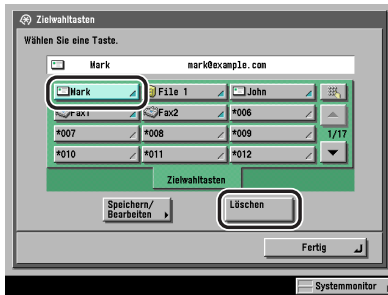 Zielwahltasten
Wählen Sie eine Taste.
Mark mark@example.com
Mark File 1 John
Fax1 Fax2 *006
*007 *008 *009 1/17
*010 *011 *012
Zielwahltasten
Speichern/
Bearbeiten
Löschen
Fertig
Systemmonitor